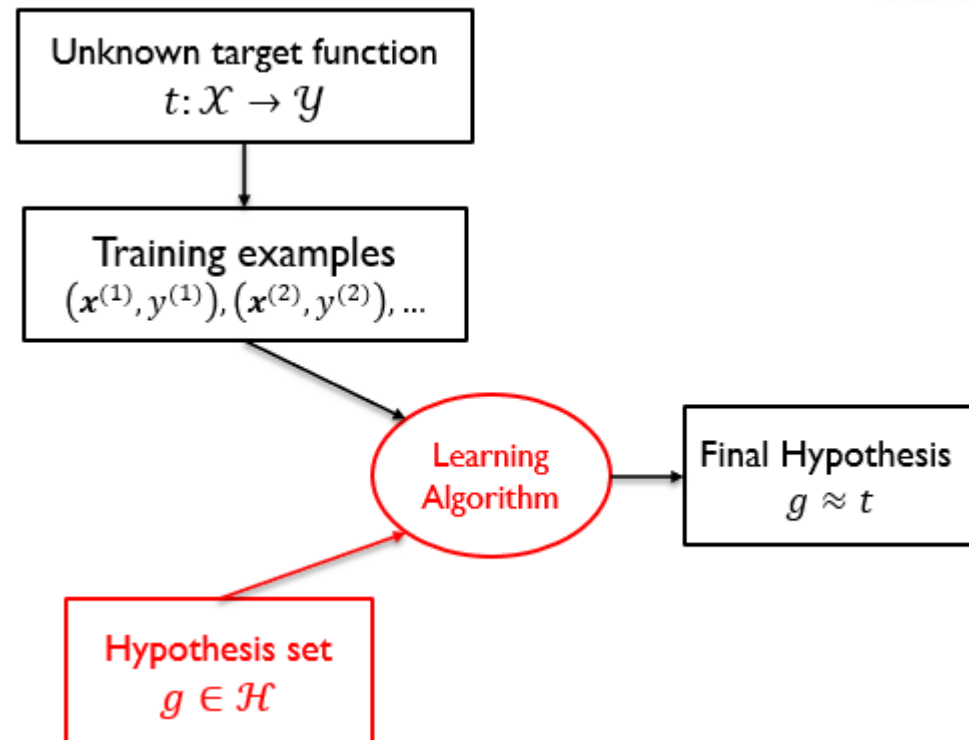 Unknown target function
t: 𝒳 → 𝒴
Training examples
(𝒙⁽¹⁾, y⁽¹⁾), (𝒙⁽²⁾, y⁽²⁾), ...
Learning
Algorithm
Final Hypothesis
g ≈ t
Hypothesis set
g ∈ ℋ